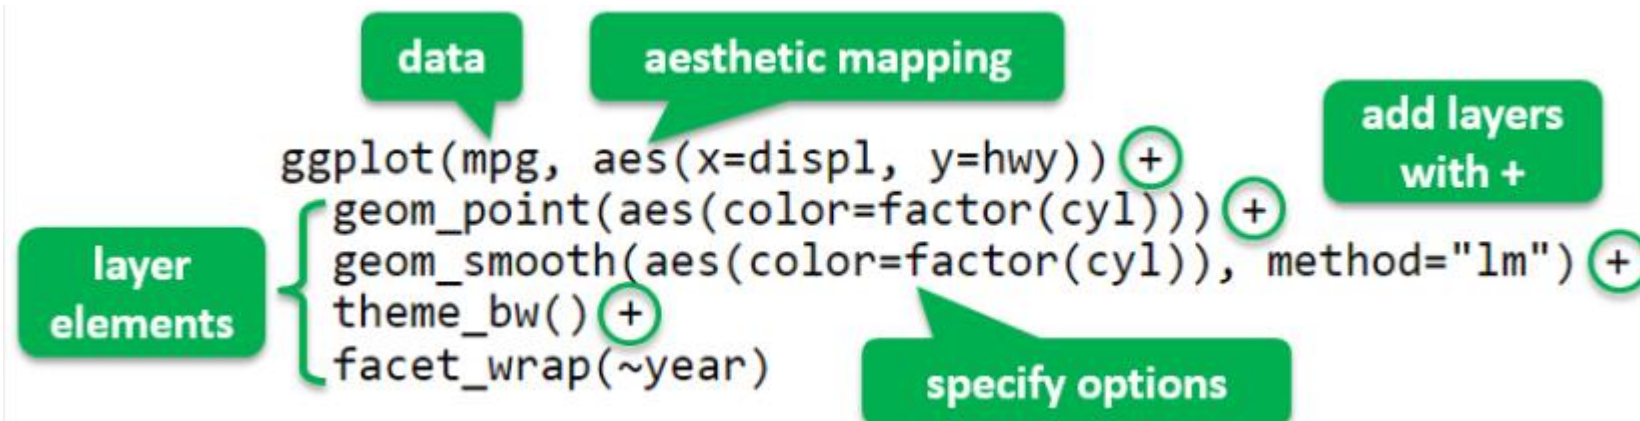 data
aesthetic mapping
add layers
with +
ggplot(mpg, aes(x=displ, y=hwy)) +
geom_point(aes(color=factor(cyl))) +
layer
elements
geom_smooth(aes(color=factor(cyl)), method="lm") +
theme_bw() +
facet_wrap(~year)
specify options